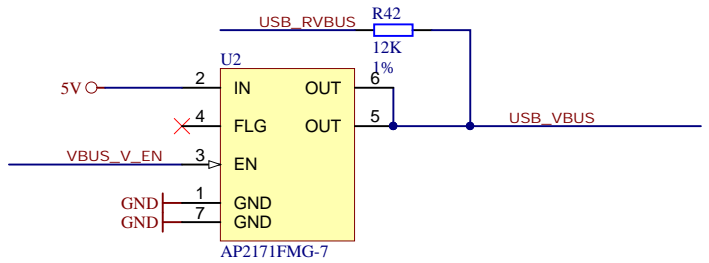 R42
USB_RVBUS
12K
1%
U2
5V
2
IN
OUT
6
4
FLG
OUT
5
USB_VBUS
VBUS_V_EN
3
EN
GND
1
GND
GND
7
GND
AP2171FMG-7